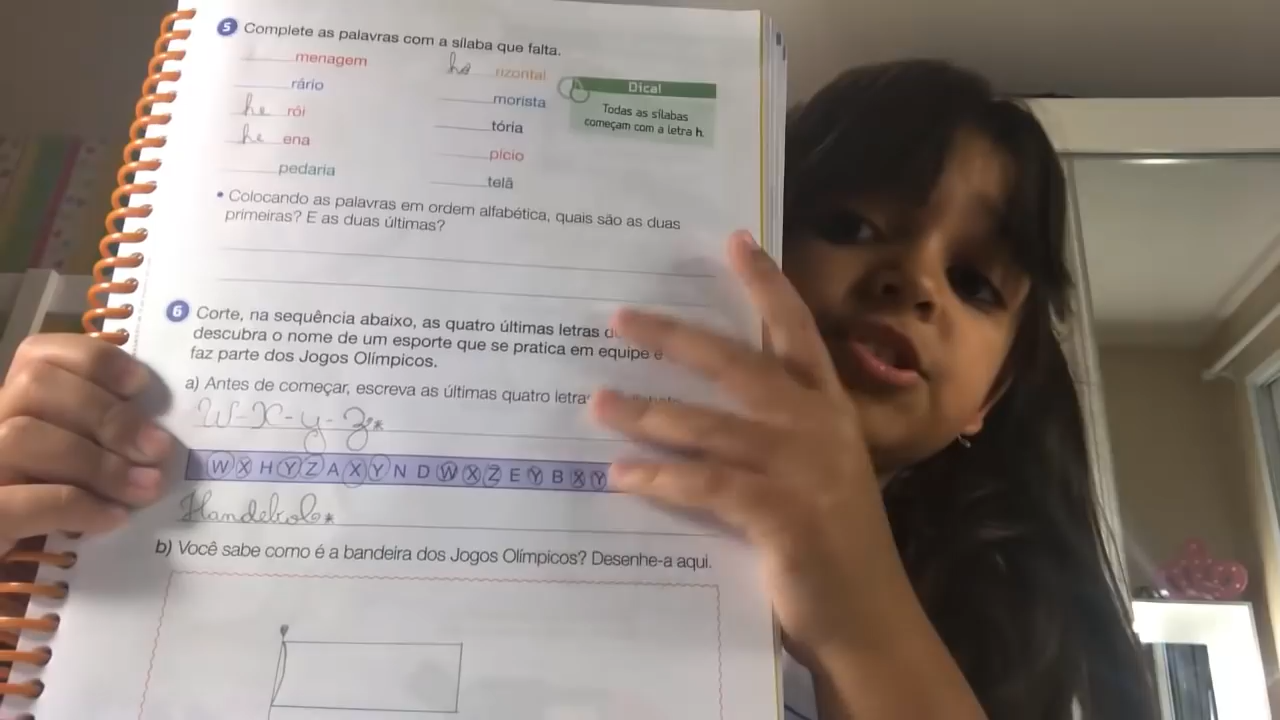 5 Complete as palavras com a sílaba que falta.
menagem
rário
he rói
he ena
pedaria
ho rizontal
morista
tória
pício
telã
Dica!
Todas as sílabas
começam com a letra h.
• Colocando as palavras em ordem alfabética, quais são as duas
primeiras? E as duas últimas?
6 Corte, na sequência abaixo, as quatro últimas letras
descubra o nome de um esporte que se pratica em equipe e
faz parte dos Jogos Olímpicos.
a) Antes de começar, escreva as últimas quatro letras
W-X-y-z*
W X H Y Z A X Y N D W X Z E Y B X Y
Handebol*
b) Você sabe como é a bandeira dos Jogos Olímpicos? Desenhe-a aqui.